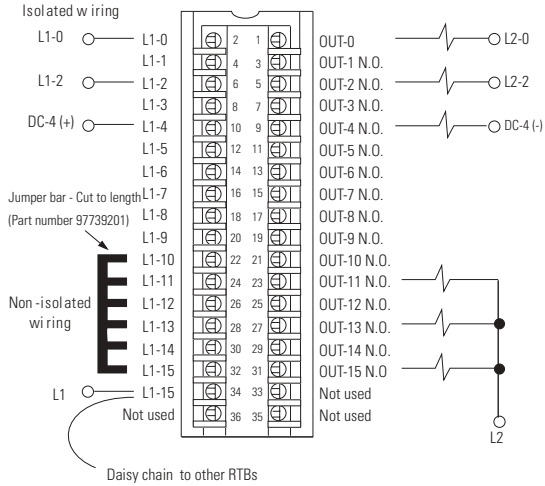 Isolated wiring
L1-0 L1-0 2 1 OUT-0 L2-0
L1-1 4 3 OUT-1 N.O.
L1-2 L1-2 6 5 OUT-2 N.O. L2-2
L1-3 8 7 OUT-3 N.O.
DC-4 (+) L1-4 10 9 OUT-4 N.O. DC-4 (-)
L1-5 12 11 OUT-5 N.O.
L1-6 14 13 OUT-6 N.O.
L1-7 16 15 OUT-7 N.O.
Jumper bar - Cut to length
(Part number 97739201)
L1-8 18 17 OUT-8 N.O.
L1-9 20 19 OUT-9 N.O.
L1-10 22 21 OUT-10 N.O.
L1-11 24 23 OUT-11 N.O.
Non-isolated
wiring
L1-12 26 25 OUT-12 N.O.
L1-13 28 27 OUT-13 N.O.
L1-14 30 29 OUT-14 N.O.
L1-15 32 31 OUT-15 N.O
L1 L1-15 34 33 Not used
Not used 36 35 Not used
L2
Daisy chain to other RTBs